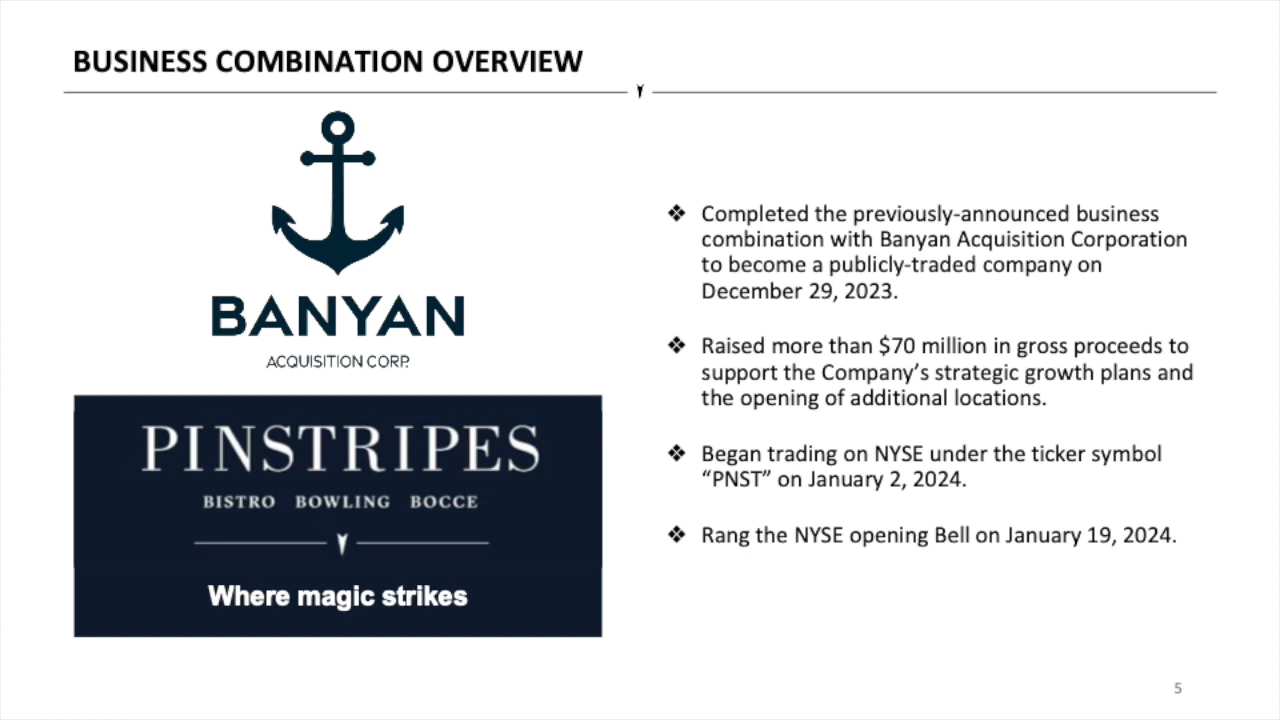 BUSINESS COMBINATION OVERVIEW
BANYAN
ACQUISITION CORP.
PINSTRIPES
BISTRO BOWLING BOCCE
Where magic strikes
❖ Completed the previously-announced business
combination with Banyan Acquisition Corporation
to become a publicly-traded company on
December 29, 2023.
❖ Raised more than $70 million in gross proceeds to
support the Company’s strategic growth plans and
the opening of additional locations.
❖ Began trading on NYSE under the ticker symbol
“PNST” on January 2, 2024.
❖ Rang the NYSE opening Bell on January 19, 2024.
5